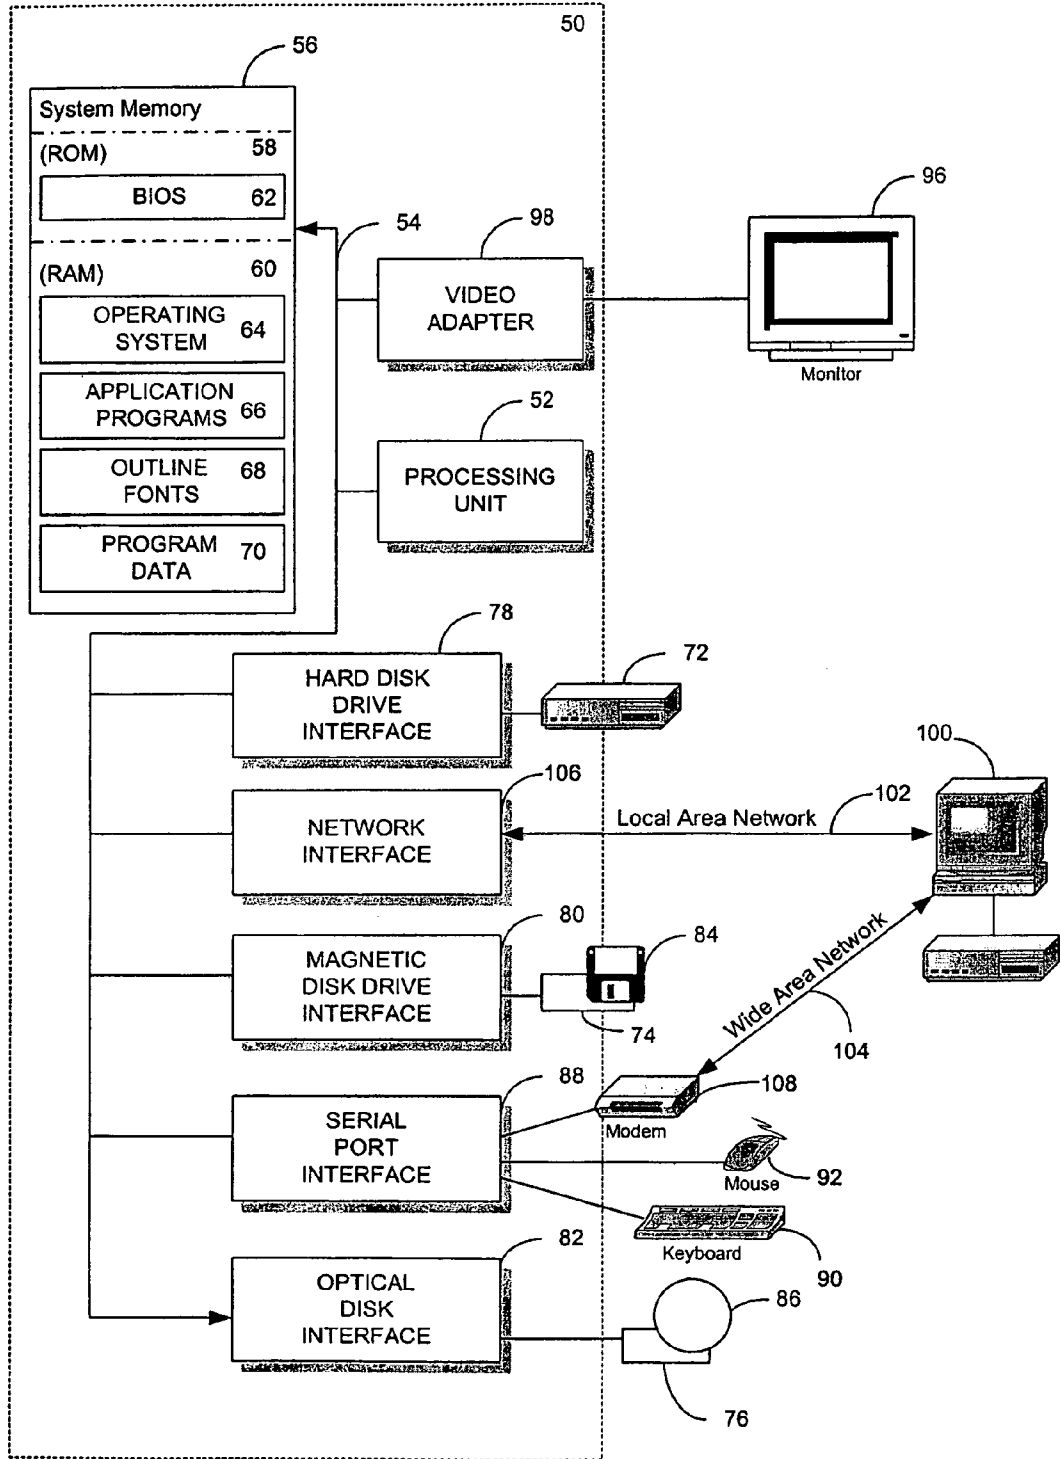 50
56
System Memory
(ROM)
58
BIOS
62
54
98
96
(RAM)
60
VIDEO
ADAPTER
OPERATING
SYSTEM
64
Monitor
APPLICATION
PROGRAMS
66
52
OUTLINE
FONTS
68
PROCESSING
UNIT
PROGRAM
DATA
70
78
72
HARD DISK
DRIVE
INTERFACE
100
106
102
Local Area Network
NETWORK
INTERFACE
80
84
MAGNETIC
DISK DRIVE
INTERFACE
74
Wide Area Network
104
88
108
SERIAL
PORT
INTERFACE
Modem
Mouse
92
82
Keyboard
90
OPTICAL
DISK
INTERFACE
86
76